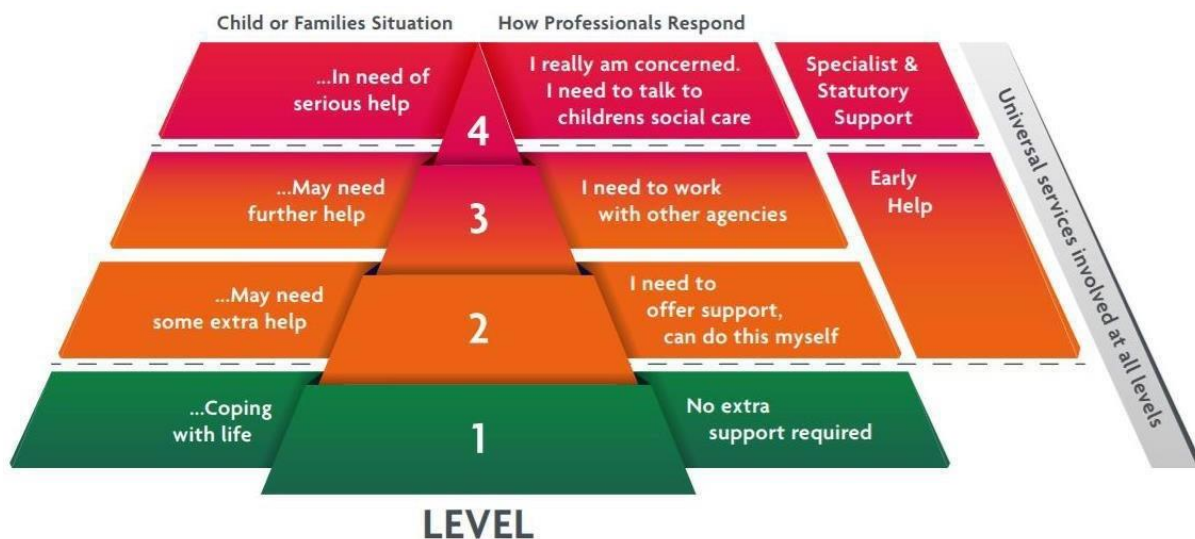 Child or Families Situation
How Professionals Respond
...In need of
serious help
4
I really am concerned.
I need to talk to
childrens social care
Specialist &
Statutory
Support
...May need
further help
3
I need to work
with other agencies
Early
Help
...May need
some extra help
2
I need to
offer support,
can do this myself
...Coping
with life
1
No extra
support required
Universal services involved at all levels
LEVEL